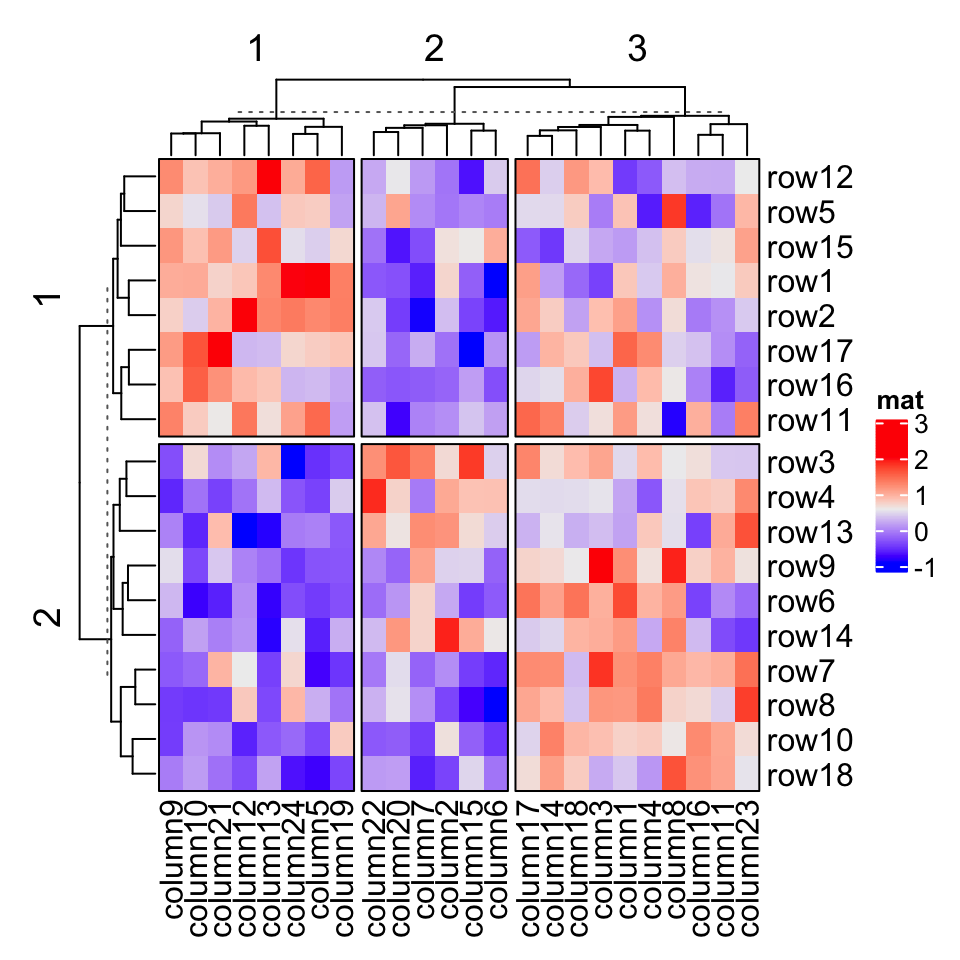 1 2 3
row12
row5
row15
row1
row2
row17
row16
row11
1
row3
row4
row13
row9
row6
row14
row7
row8
row10
row18
2
column9
column10
column21
column12
column13
column24
column5
column19
column22
column20
column7
column2
column15
column6
column17
column14
column18
column3
column1
column4
column8
column16
column11
column23
mat
3
2
1
0
-1